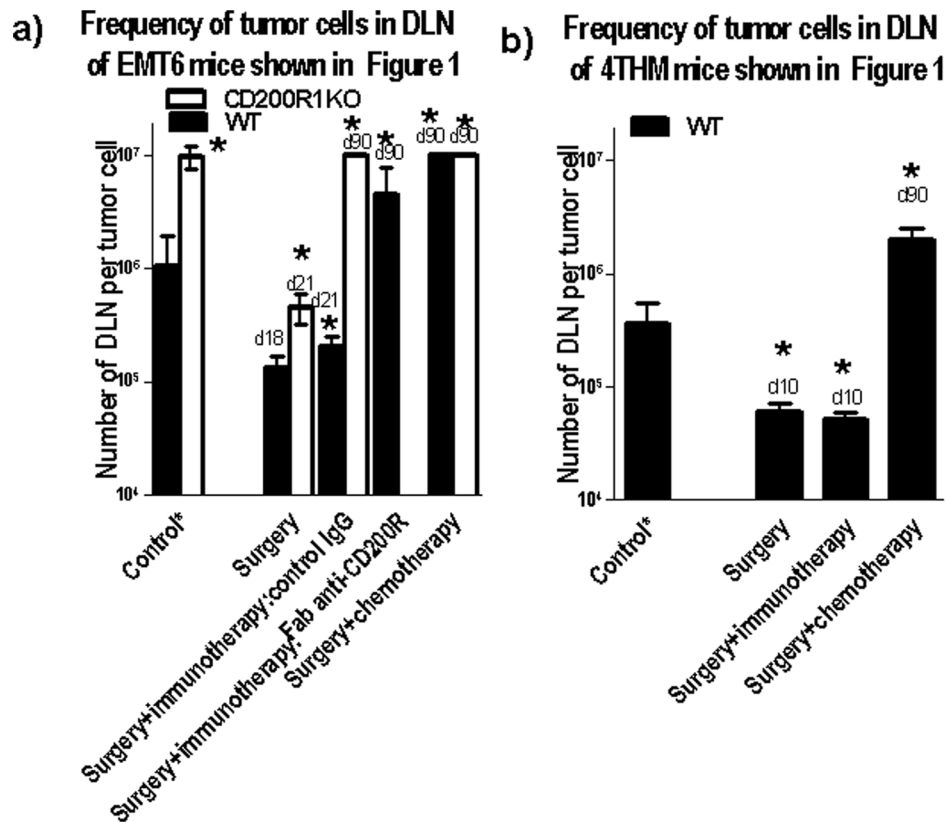 a)
Frequency of tumor cells in DLN
of EMT6 mice shown in Figure 1
CD200R1KO
WT
Number of DLN per tumor cell
10⁷
10⁶
10⁵
10⁴
*
d18
*
d21
d21
*
*
d90
*
d90
*
d90
*
d90
Control*
Surgery
Surgery+immunotherapy:control IgG
Surgery+immunotherapy: Fab anti-CD200R
Surgery+chemotherapy
b)
Frequency of tumor cells in DLN
of 4THM mice shown in Figure 1
WT
Number of DLN per tumor cell
10⁷
10⁶
10⁵
10⁴
*
d10
*
d10
*
d90
Control*
Surgery
Surgery+immunotherapy
Surgery+chemotherapy